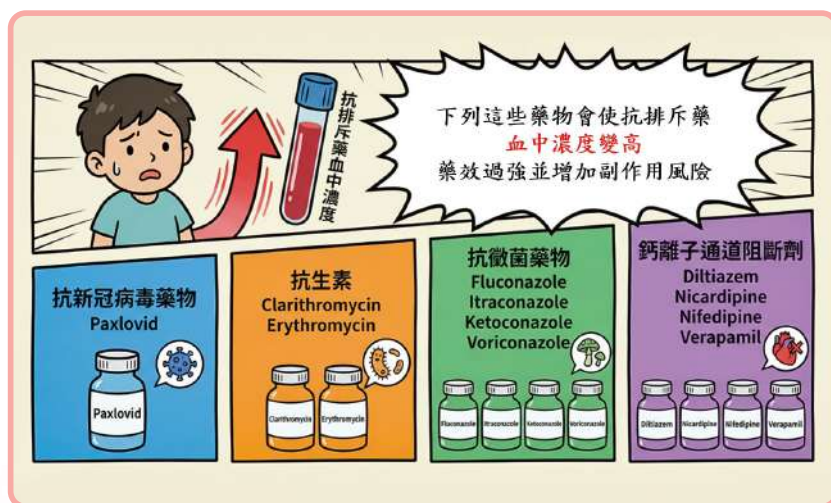 下列這些藥物會使抗排斥藥
血中濃度變高
藥效過強並增加副作用風險
抗排斥藥血中濃度
抗新冠病毒藥物
Paxlovid
Paxlovid
抗生素
Clarithromycin
Erythromycin
Clarithromycin
Erythromycin
抗黴菌藥物
Fluconazole
Itraconazole
Ketoconazole
Voriconazole
Fluconazole
Itraconazole
Ketoconazole
Voriconazole
鈣離子通道阻斷劑
Diltiazem
Nicardipine
Nifedipine
Verapamil
Diltiazem
Nicardipine
Nifedipine
Verapamil